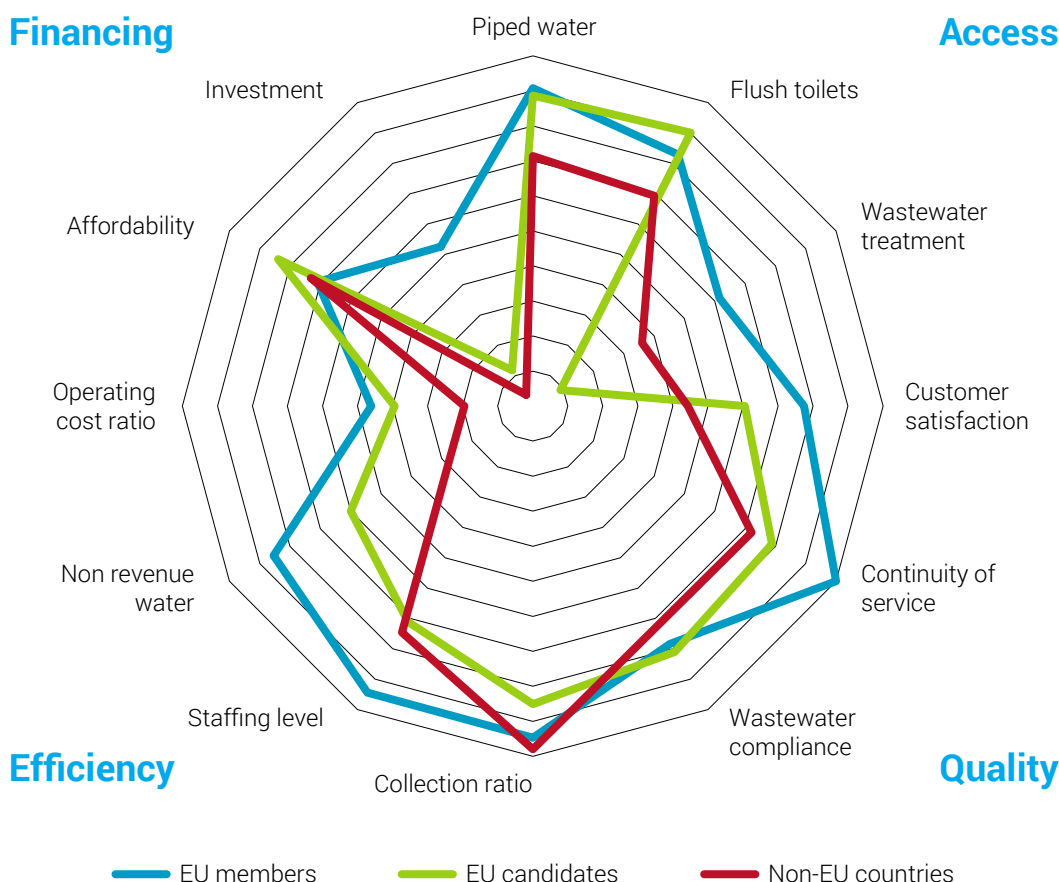 Financing
Piped water
Access
Investment
Flush toilets
Affordability
Wastewater
treatment
Operating
cost ratio
Customer
satisfaction
Non revenue
water
Continuity of
service
Staffing level
Wastewater
compliance
Efficiency
Collection ratio
Quality
EU members
EU candidates
Non-EU countries